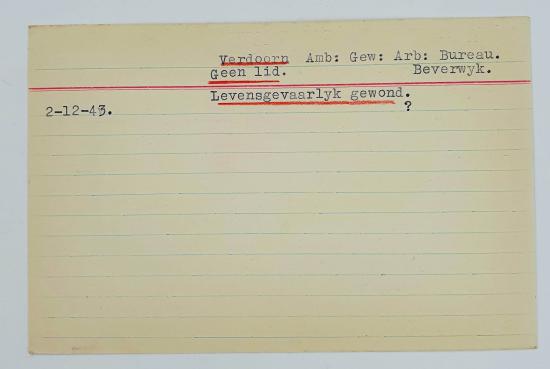 Verdoorn Amb: Gew: Arb: Bureau.
Geen lid. Beverwyk.
Levensgevaarlyk gewond.
2-12-43. ?